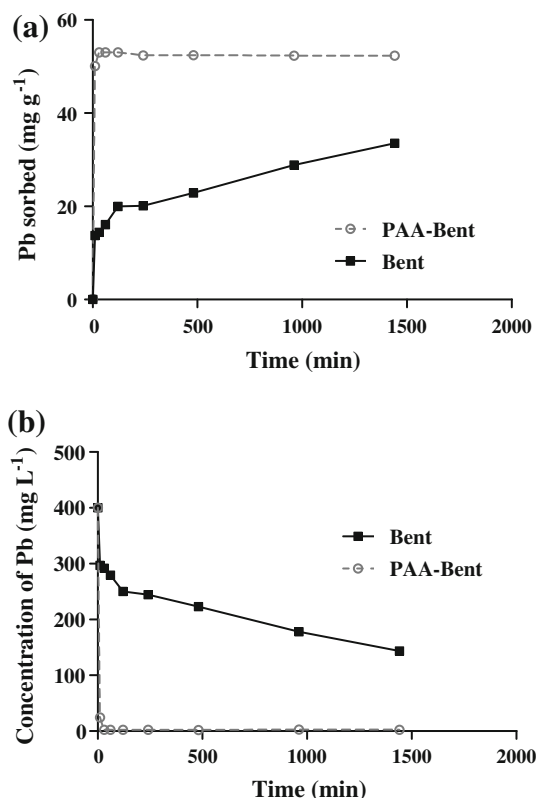 (a)
Pb sorbed (mg g⁻¹)
60
40
20
0
PAA-Bent
Bent
0 500 1000 1500 2000
Time (min)
(b)
Concentration of Pb (mg L⁻¹)
500
400
300
200
100
0
Bent
PAA-Bent
0 500 1000 1500 2000
Time (min)